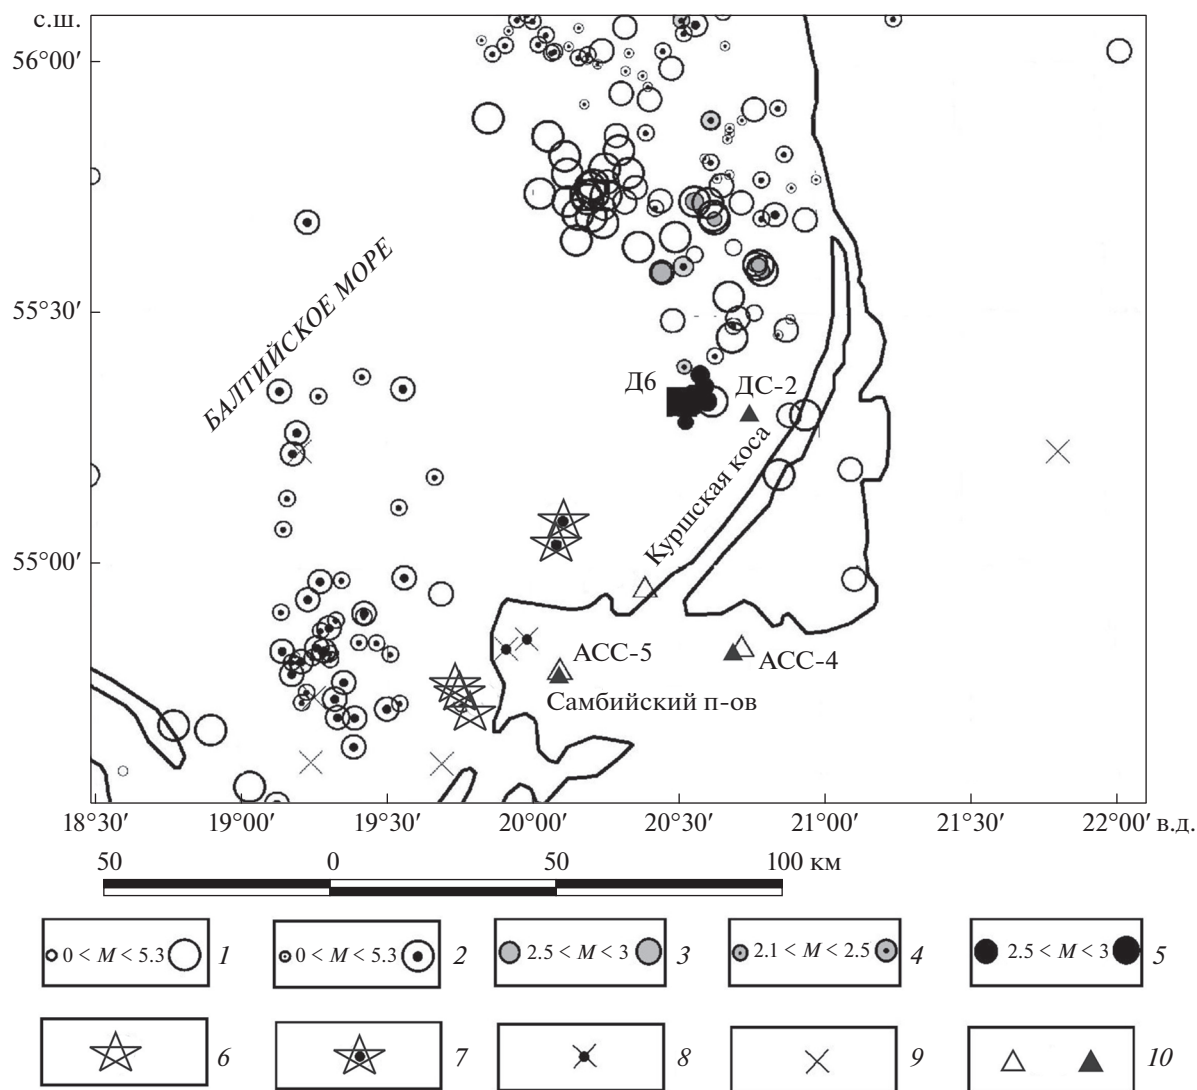 с.ш.
56°00′
55°30′
55°00′
БАЛТИЙСКОЕ МОРЕ
Д6
ДС-2
Куршская коса
АСС-5
АСС-4
Самбийский п-ов
18°30′ 19°00′ 19°30′ 20°00′ 20°30′ 21°00′ 21°30′ 22°00′ в.д.
50 0 50 100 км
0 < M < 5.3 1
0 < M < 5.3 2
2.5 < M < 3 3
2.1 < M < 2.5 4
2.5 < M < 3 5
6 7 8 9 10